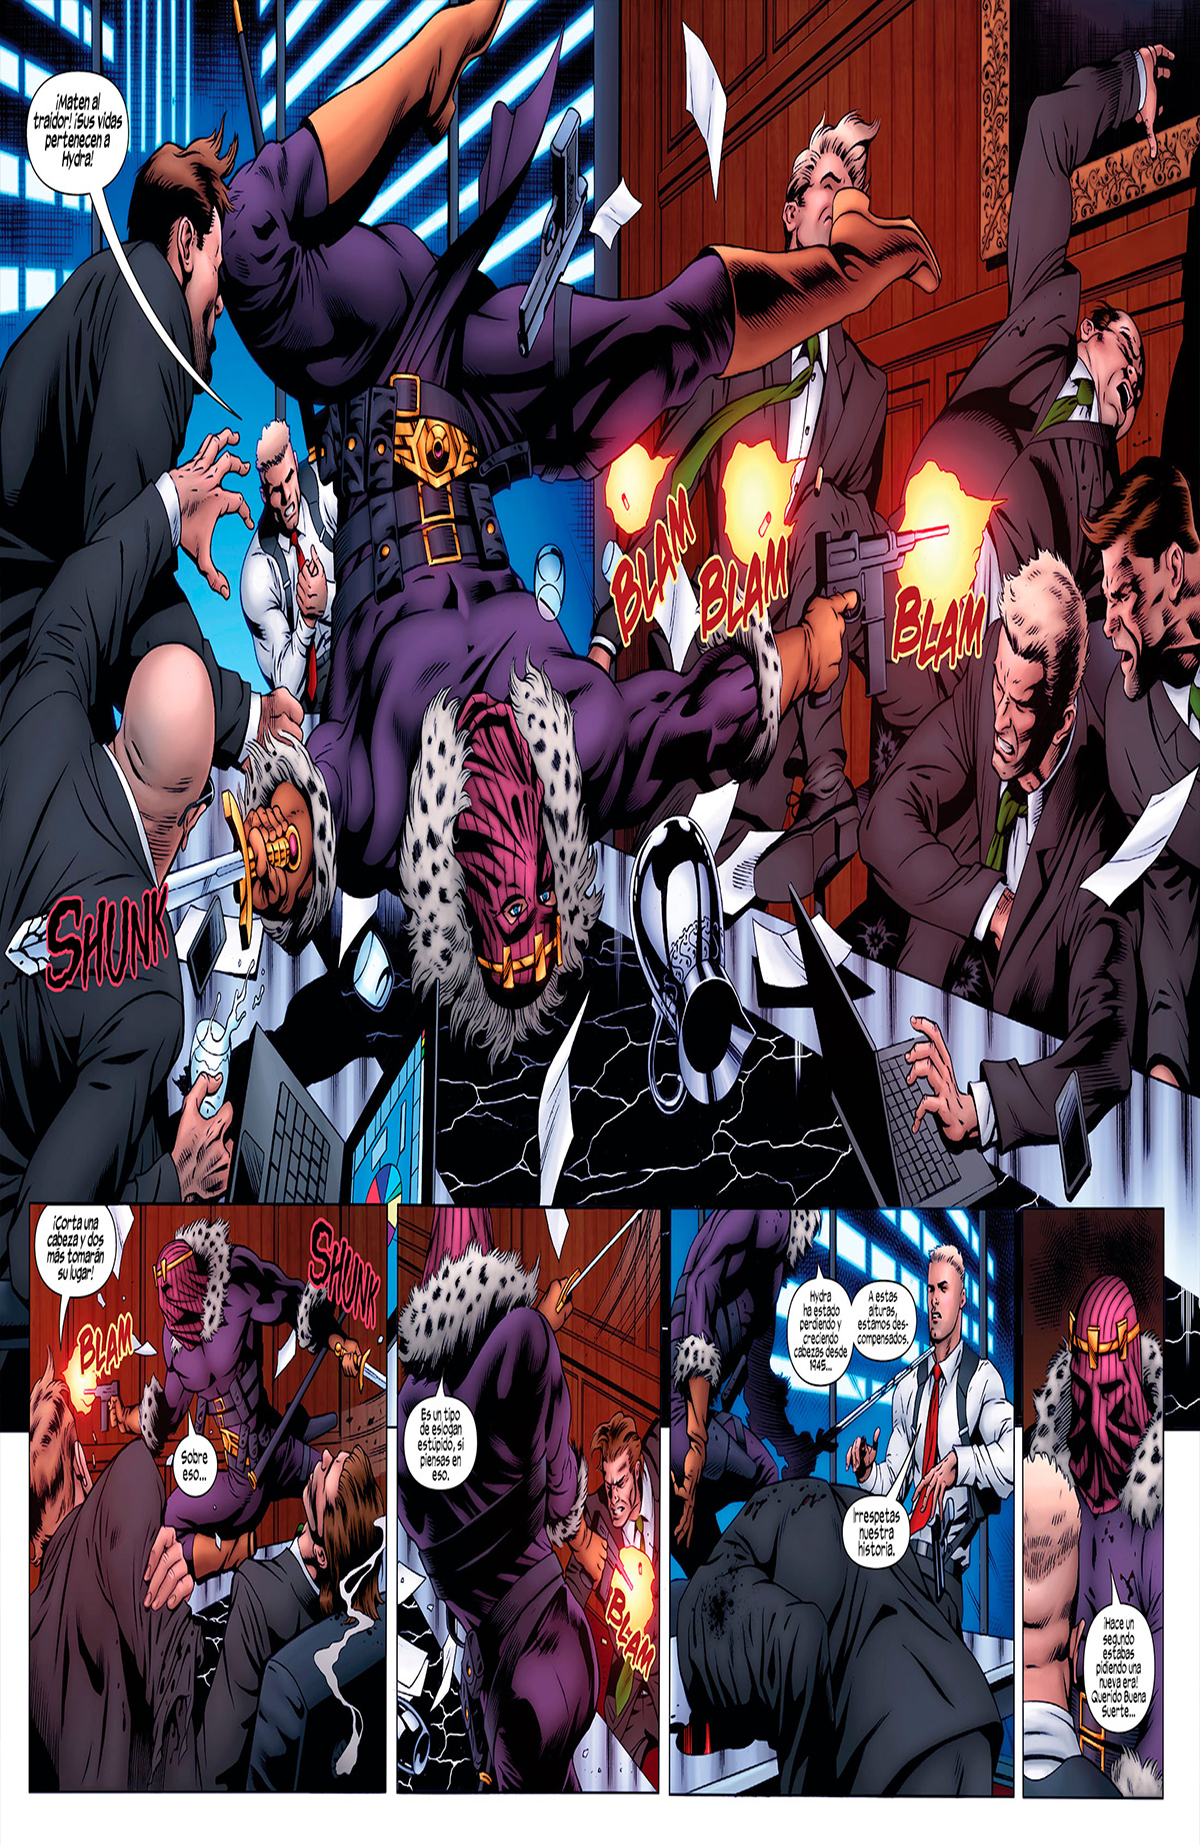 ¡Maten al
traidor! ¡Sus vidas
pertenecen a
Hydra!
BLAM
BLAM
BLAM
SHUNK
¡Corta una
cabeza y dos
más tomarán
su lugar!
SHUNK
BLAM
Sobre
eso...
Es un tipo
de eslogan
estúpido, si
piensas en
eso.
BLAM
Hydra
ha estado
perdiendo y
creciendo
cabezas desde
1945...
A estas
alturas,
estamos des-
compensados.
Irrespetas
nuestra
historia.
¡Hace un
segundo
estabas
pidiendo una
nueva era!
Querido Buena
Suerte...